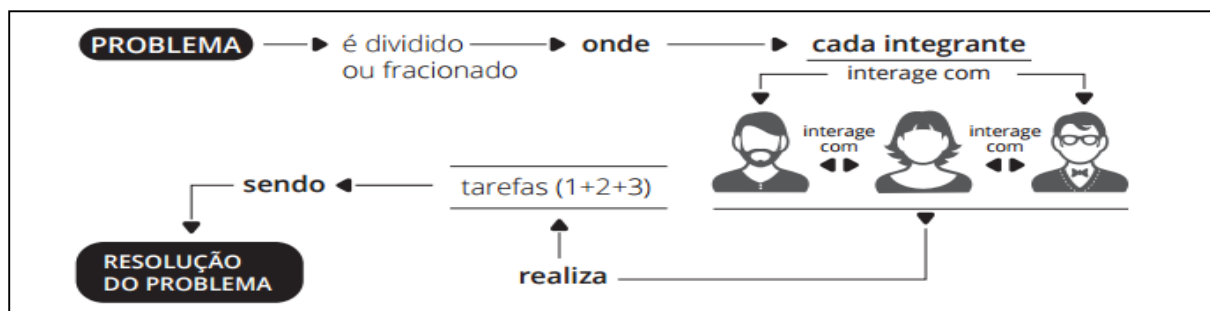 PROBLEMA
é dividido
ou fracionado
onde
cada integrante
interage com
interage
com
interage
com
tarefas (1+2+3)
sendo
realiza
RESOLUÇÃO
DO PROBLEMA